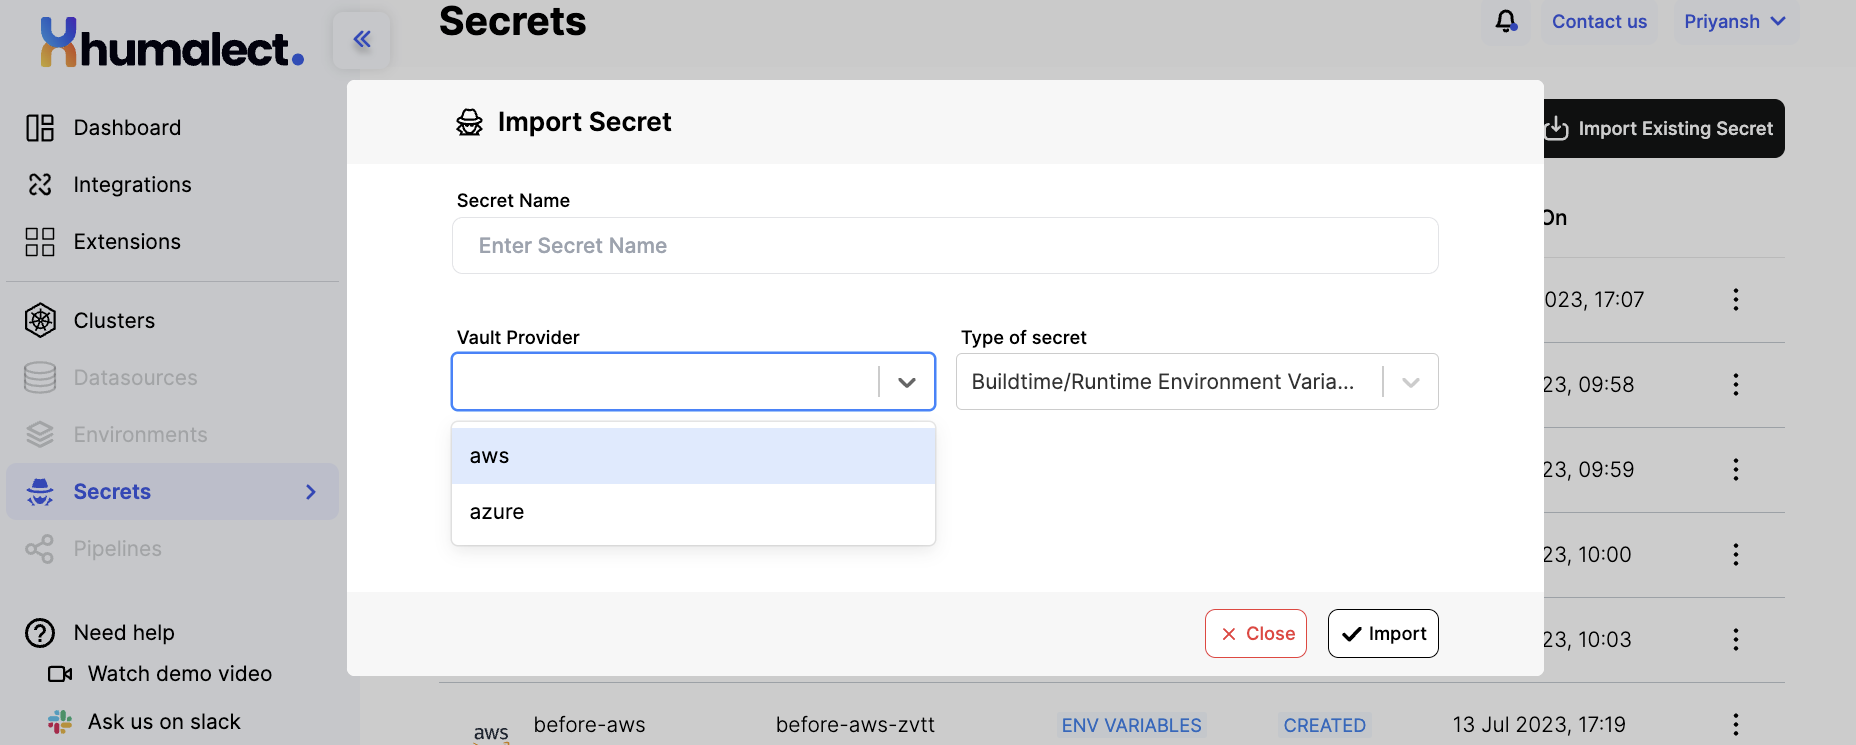 humalect.
Secrets
Contact us
Priyansh
Dashboard
Integrations
Extensions
Clusters
Datasources
Environments
Secrets
Pipelines
Need help
Watch demo video
Ask us on slack
Import Secret
Import Existing Secret
Secret Name
Enter Secret Name
Vault Provider
Type of secret
Buildtime/Runtime Environment Varia...
aws
azure
Close
Import
On
023, 17:07
23, 09:58
23, 09:59
23, 10:00
23, 10:03
aws
before-aws
before-aws-zvtt
ENV VARIABLES
CREATED
13 Jul 2023, 17:19